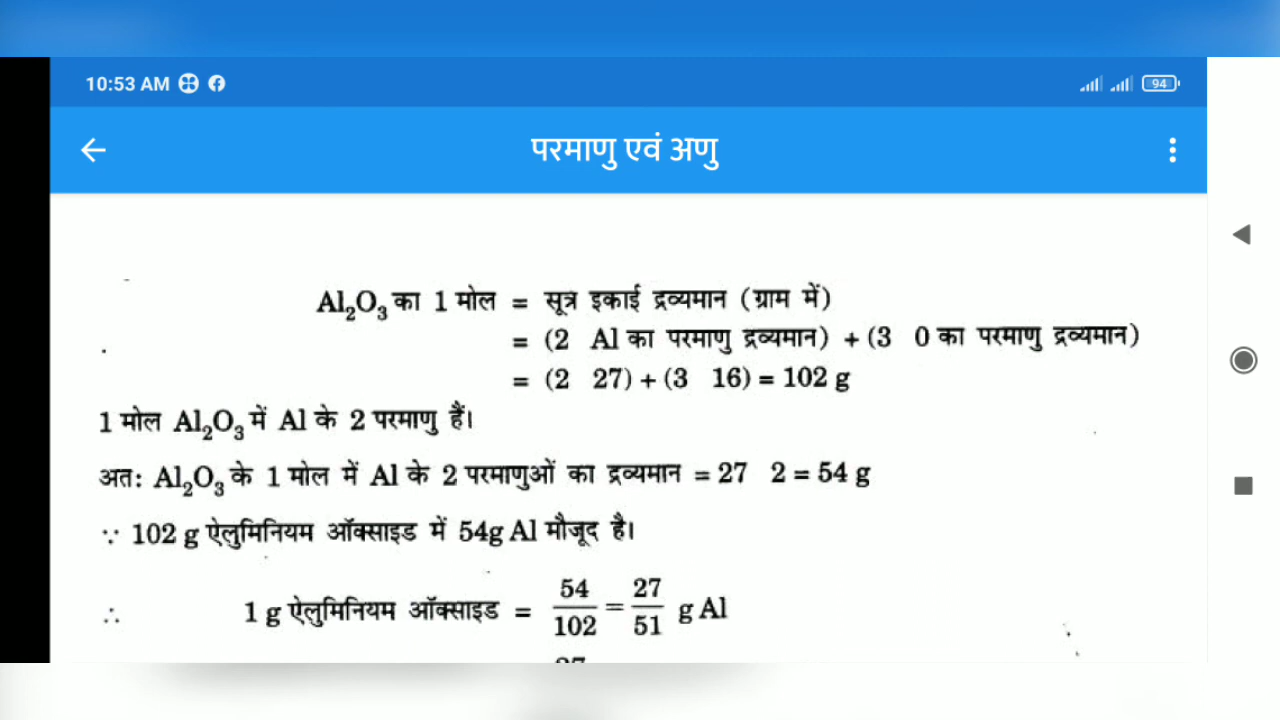 10:53 AM
94
परमाणु एवं अणु
Al₂O₃ का 1 मोल = सूत्र इकाई द्रव्यमान (ग्राम में)
= (2 Al का परमाणु द्रव्यमान) + (3 0 का परमाणु द्रव्यमान)
= (2 27) + (3 16) = 102 g
1 मोल Al₂O₃ में Al के 2 परमाणु हैं।
अतः Al₂O₃ के 1 मोल में Al के 2 परमाणुओं का द्रव्यमान = 27 2 = 54 g
∵ 102 g ऐलुमिनियम ऑक्साइड में 54g Al मौजूद है।
∴ 1 g ऐलुमिनियम ऑक्साइड = 54/102 = 27/51 g Al